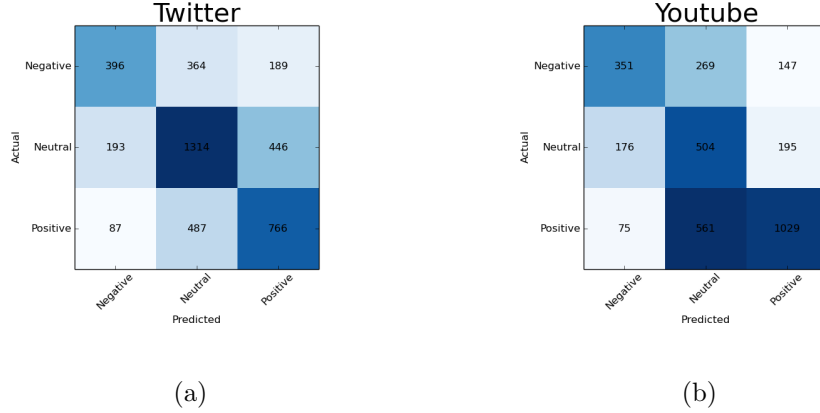 Twitter
Negative 396 364 189
Neutral 193 1314 446
Positive 87 487 766
Actual
Negative Neutral Positive
Predicted
(a)
Youtube
Negative 351 269 147
Neutral 176 504 195
Positive 75 561 1029
Actual
Negative Neutral Positive
Predicted
(b)